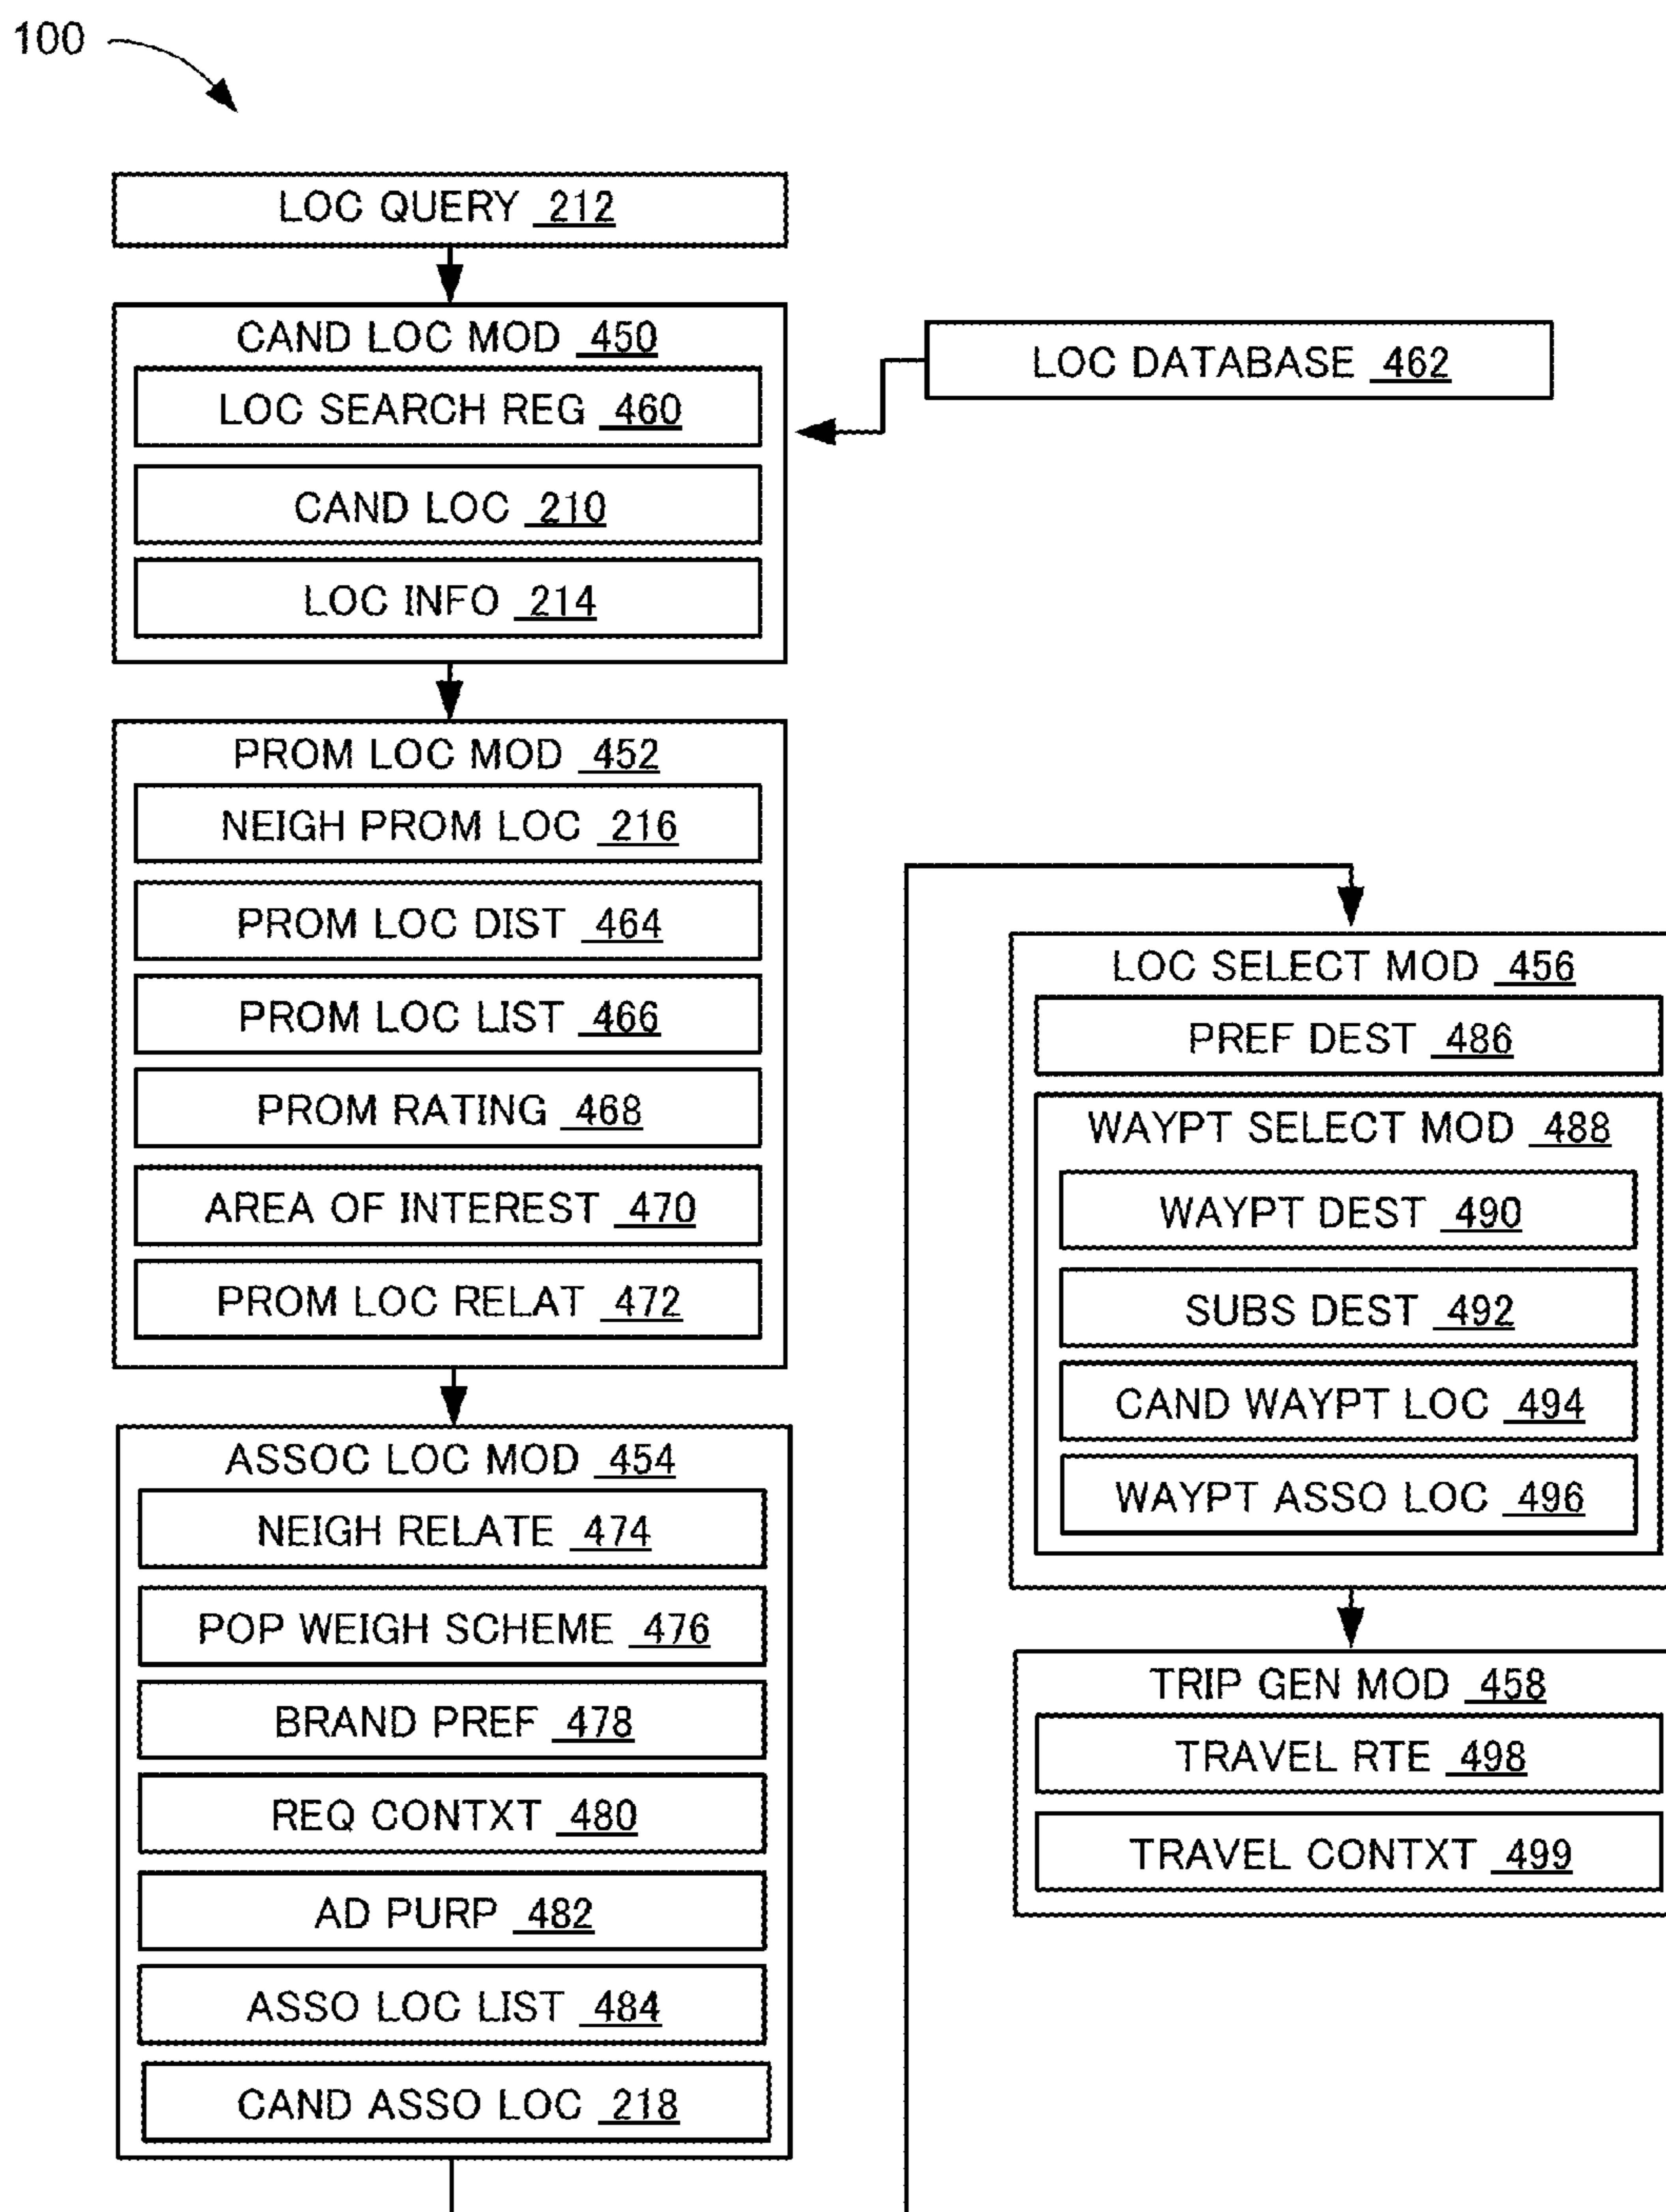 100
LOC QUERY 212
CAND LOC MOD 450
LOC SEARCH REG 460
CAND LOC 210
LOC INFO 214
LOC DATABASE 462
PROM LOC MOD 452
NEIGH PROM LOC 216
PROM LOC DIST 464
PROM LOC LIST 466
PROM RATING 468
AREA OF INTEREST 470
PROM LOC RELAT 472
ASSOC LOC MOD 454
NEIGH RELATE 474
POP WEIGH SCHEME 476
BRAND PREF 478
REQ CONTXT 480
AD PURP 482
ASSO LOC LIST 484
CAND ASSO LOC 218
LOC SELECT MOD 456
PREF DEST 486
WAYPT SELECT MOD 488
WAYPT DEST 490
SUBS DEST 492
CAND WAYPT LOC 494
WAYPT ASSO LOC 496
TRIP GEN MOD 458
TRAVEL RTE 498
TRAVEL CONTXT 499